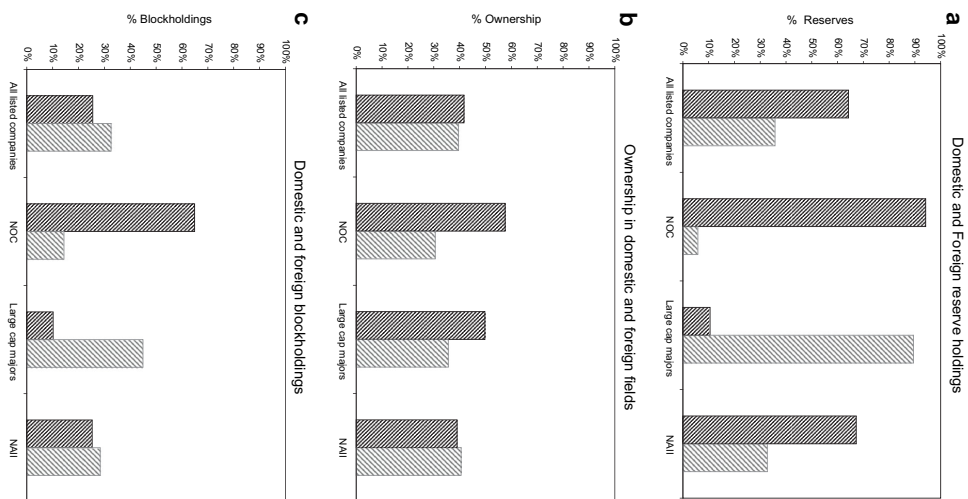 a
Domestic and Foreign reserve holdings
% Reserves
100%
90%
80%
70%
60%
50%
40%
30%
20%
10%
0%
All listed companies
NOC
Large cap majors
NAII
b
Ownership in domestic and foreign fields
% Ownership
100%
90%
80%
70%
60%
50%
40%
30%
20%
10%
0%
All listed companies
NOC
Large cap majors
NAII
c
Domestic and foreign blockholdings
% Blockholdings
100%
90%
80%
70%
60%
50%
40%
30%
20%
10%
0%
All listed companies
NOC
Large cap majors
NAII